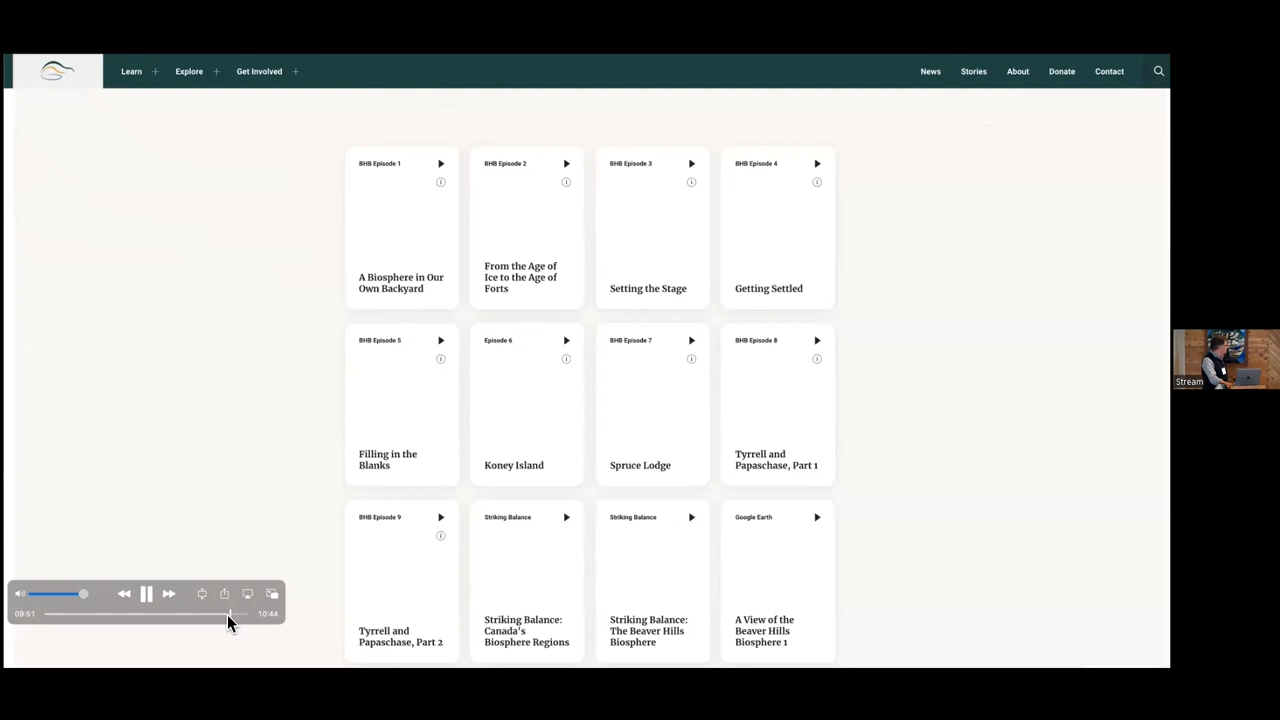 Learn
Explore
Get Involved
News
Stories
About
Donate
Contact
BHB Episode 1
A Biosphere in Our
Own Backyard
BHB Episode 2
From the Age of
Ice to the Age of
Forts
BHB Episode 3
Setting the Stage
BHB Episode 4
Getting Settled
BHB Episode 5
Filling in the
Blanks
Episode 6
Koney Island
BHB Episode 7
Spruce Lodge
BHB Episode 8
Tyrrell and
Papaschase, Part 1
BHB Episode 9
Tyrrell and
Papaschase, Part 2
Striking Balance
Striking Balance:
Canada's
Biosphere Regions
Striking Balance
Striking Balance:
The Beaver Hills
Biosphere
Google Earth
A View of the
Beaver Hills
Biosphere 1
09:51
10:44
Stream